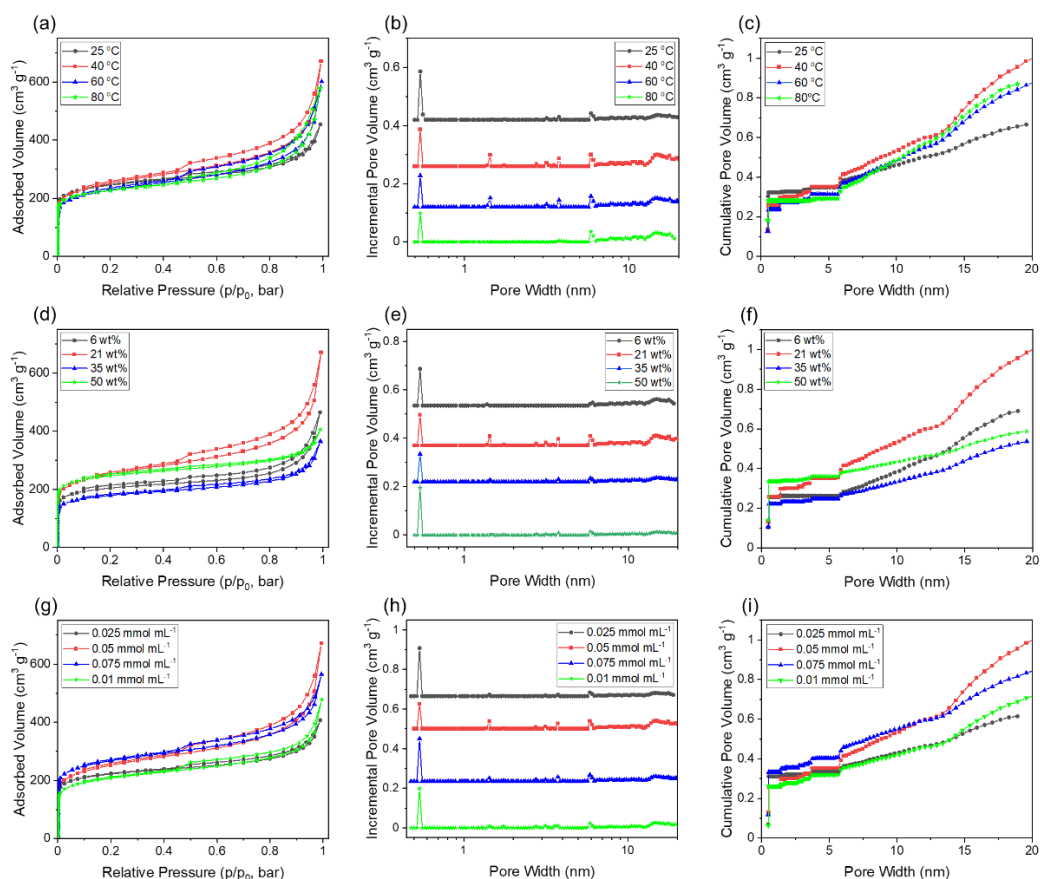 (a)
25 °C
40 °C
60 °C
80 °C
Adsorbed Volume (cm³ g⁻¹)
600
400
200
0
0 0.2 0.4 0.6 0.8 1
Relative Pressure (p/p₀, bar)
(b)
25 °C
40 °C
60 °C
80 °C
Incremental Pore Volume (cm³ g⁻¹)
0.6
0.4
0.2
0
1 10
Pore Width (nm)
(c)
25 °C
40 °C
60 °C
80°C
Cumulative Pore Volume (cm³ g⁻¹)
1
0.8
0.6
0.4
0.2
0
0 5 10 15 20
Pore Width (nm)
(d)
6 wt%
21 wt%
35 wt%
50 wt%
Adsorbed Volume (cm³ g⁻¹)
600
400
200
0
0 0.2 0.4 0.6 0.8 1
Relative Pressure (p/p₀, bar)
(e)
6 wt%
21 wt%
35 wt%
50 wt%
Incremental Pore Volume (cm³ g⁻¹)
0.8
0.6
0.4
0.2
0
1 10
Pore Width (nm)
(f)
6 wt%
21 wt%
35 wt%
50 wt%
Cumulative Pore Volume (cm³ g⁻¹)
1
0.8
0.6
0.4
0.2
0
0 5 10 15 20
Pore Width (nm)
(g)
0.025 mmol mL⁻¹
0.05 mmol mL⁻¹
0.075 mmol mL⁻¹
0.01 mmol mL⁻¹
Adsorbed Volume (cm³ g⁻¹)
600
400
200
0
0 0.2 0.4 0.6 0.8 1
Relative Pressure (p/p₀, bar)
(h)
0.025 mmol mL⁻¹
0.05 mmol mL⁻¹
0.075 mmol mL⁻¹
0.01 mmol mL⁻¹
Incremental Pore Volume (cm³ g⁻¹)
1
0.8
0.6
0.4
0.2
0
1 10
Pore Width (nm)
(i)
0.025 mmol mL⁻¹
0.05 mmol mL⁻¹
0.075 mmol mL⁻¹
0.01 mmol mL⁻¹
Cumulative Pore Volume (cm³ g⁻¹)
1
0.8
0.6
0.4
0.2
0
0 5 10 15 20
Pore Width (nm)